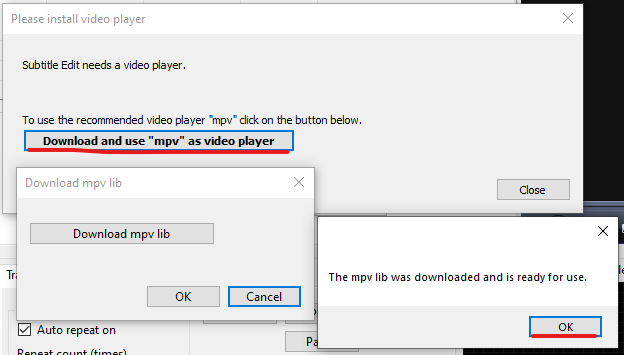 Please install video player
Subtitle Edit needs a video player.
To use the recommended video player "mpv" click on the button below.
Download and use "mpv" as video player
Close
Download mpv lib
Download mpv lib
OK
Cancel
The mpv lib was downloaded and is ready for use.
OK
Auto repeat on
Repeat count (times)